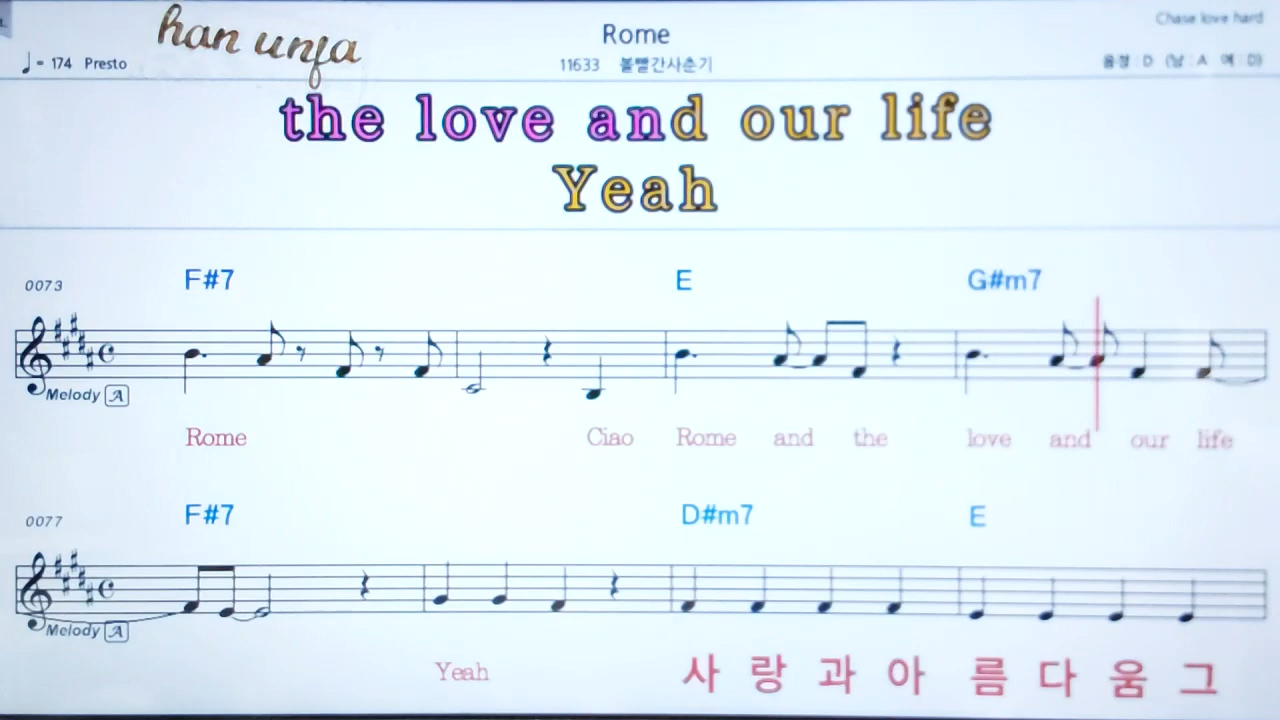 han unfa
Rome
Chase love hard
= 174 Presto
11633 볼빨간사춘기
음정 : D (남 : A 여 : D)
the love and our life
Yeah
0073 F#7 E G#m7
Melody A
Rome Ciao Rome and the love and our life
0077 F#7 D#m7 E
Melody A
Yeah 사 랑 과 아 름 다 움 그